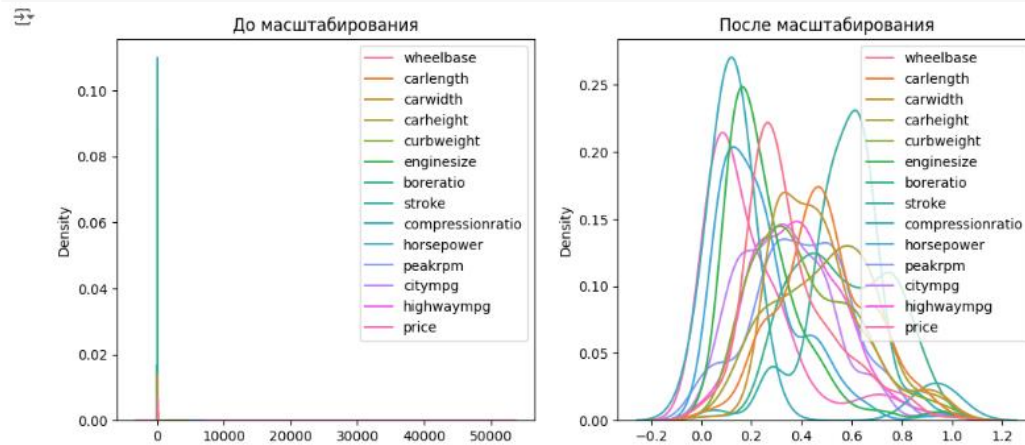 До масштабирования
Density
0.10
0.08
0.06
0.04
0.02
0.00
0
10000
20000
30000
40000
50000
wheelbase
carlength
carwidth
carheight
curbweight
enginesize
boreratio
stroke
compressionratio
horsepower
peakrpm
citympg
highwaympg
price
После масштабирования
Density
0.25
0.20
0.15
0.10
0.05
0.00
−0.2
0.0
0.2
0.4
0.6
0.8
1.0
1.2
wheelbase
carlength
carwidth
carheight
curbweight
enginesize
boreratio
stroke
compressionratio
horsepower
peakrpm
citympg
highwaympg
price